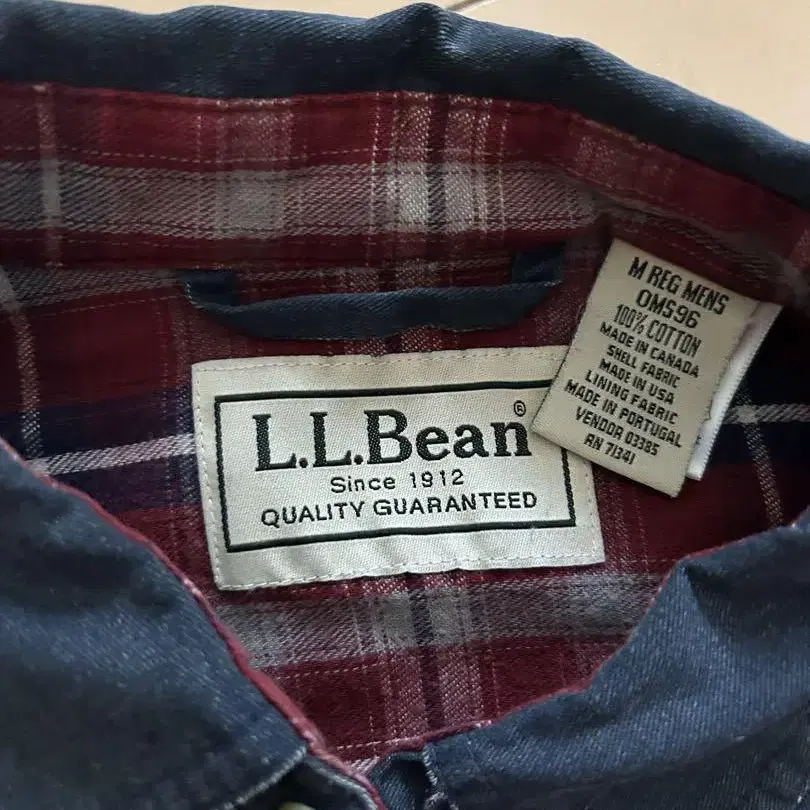 L.L.Bean®
Since 1912
QUALITY GUARANTEED
M REG MENS
OMS96
100% COTTON
MADE IN CANADA
SHELL FABRIC
MADE IN USA
LINING FABRIC
MADE IN PORTUGAL
VENDOR 03385
RN 71341